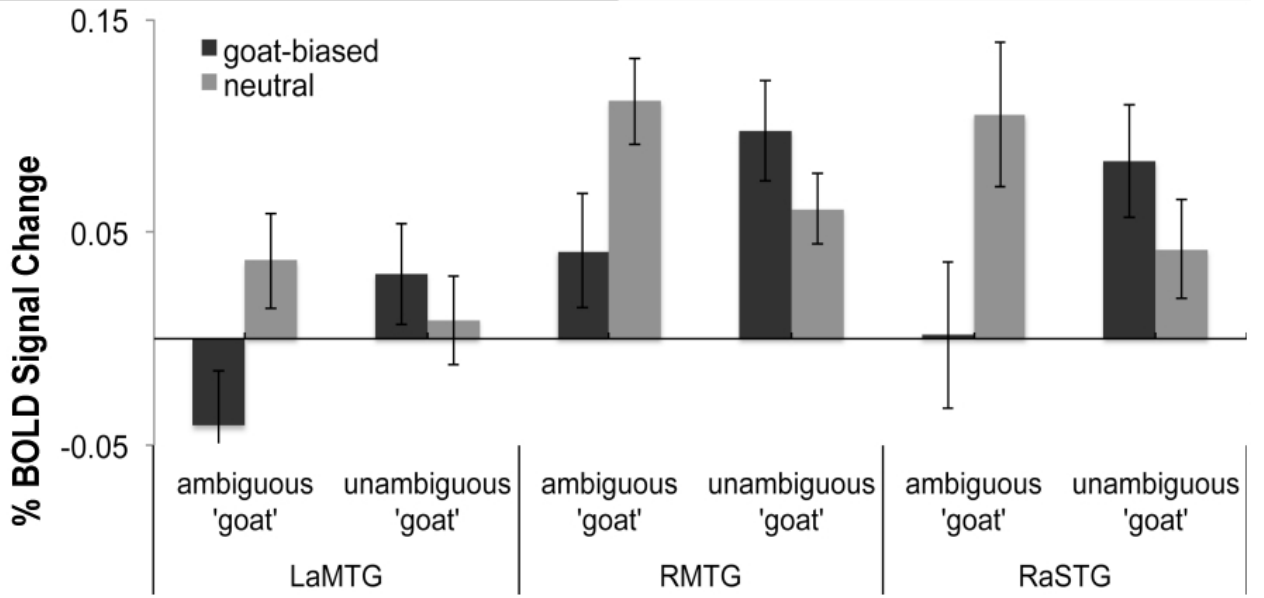 0.15
goat-biased
neutral
% BOLD Signal Change
0.05
-0.05
ambiguous unambiguous ambiguous unambiguous ambiguous unambiguous
'goat' 'goat' 'goat' 'goat' 'goat' 'goat'
LaMTG RMTG RaSTG